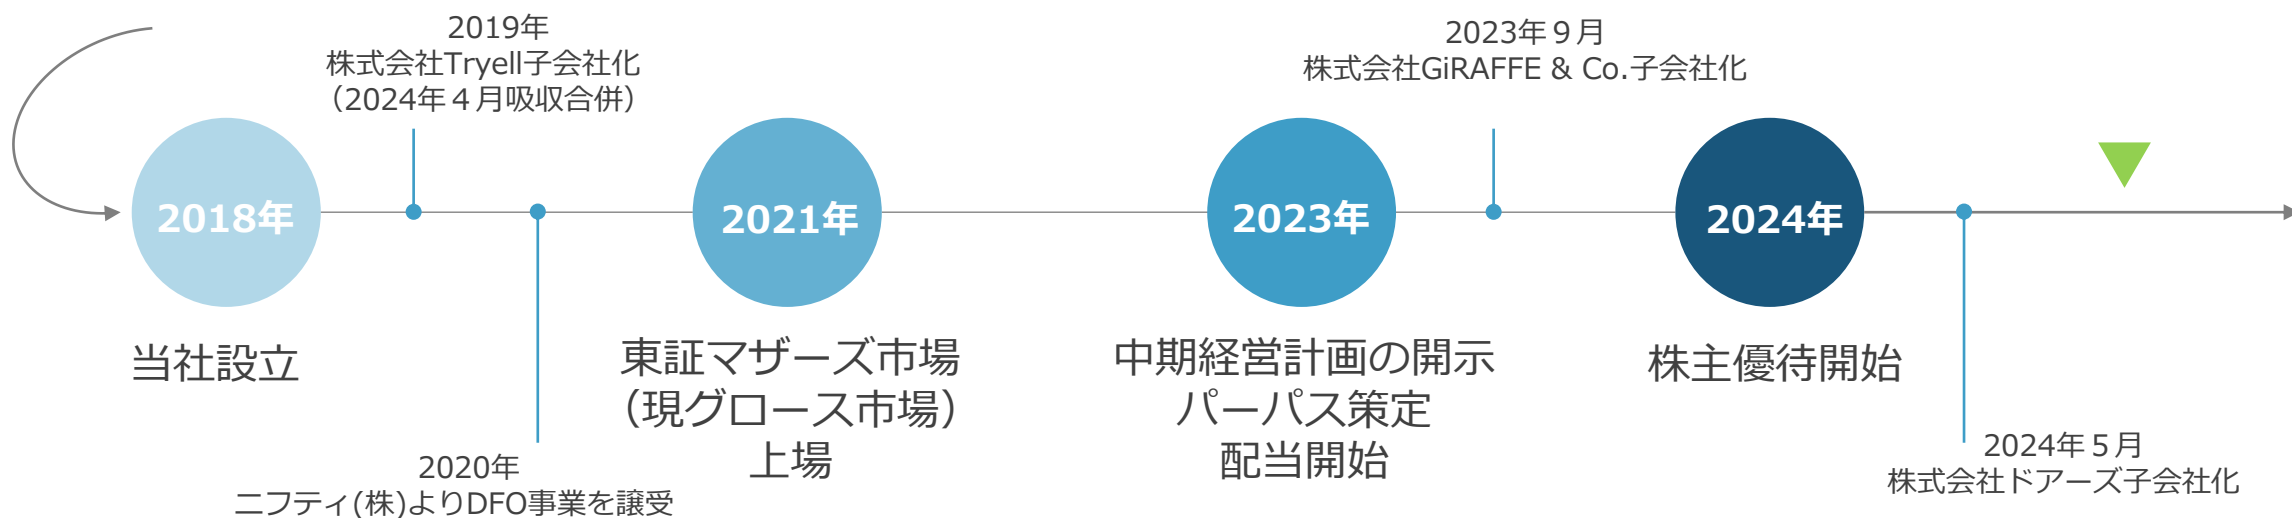 2019年
株式会社Tryell子会社化
（2024年４月吸収合併）
2023年９月
株式会社GiRAFFE & Co.子会社化
2018年
2021年
2023年
2024年
当社設立
東証マザーズ市場
（現グロース市場）
上場
中期経営計画の開示
パーパス策定
配当開始
株主優待開始
2020年
ニフティ(株)よりDFO事業を譲受
2024年５月
株式会社ドアーズ子会社化